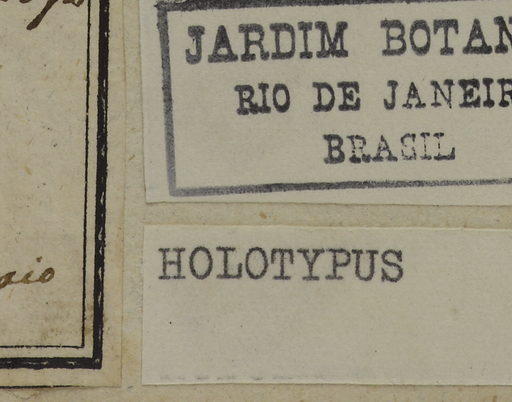 JARDIM BOTAN
RIO DE JANEIR
BRASIL
HOLOTYPUS